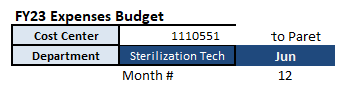 FY23 Expenses Budget
Cost Center 1110551 to Paret
Department Sterilization Tech Jun
Month # 12